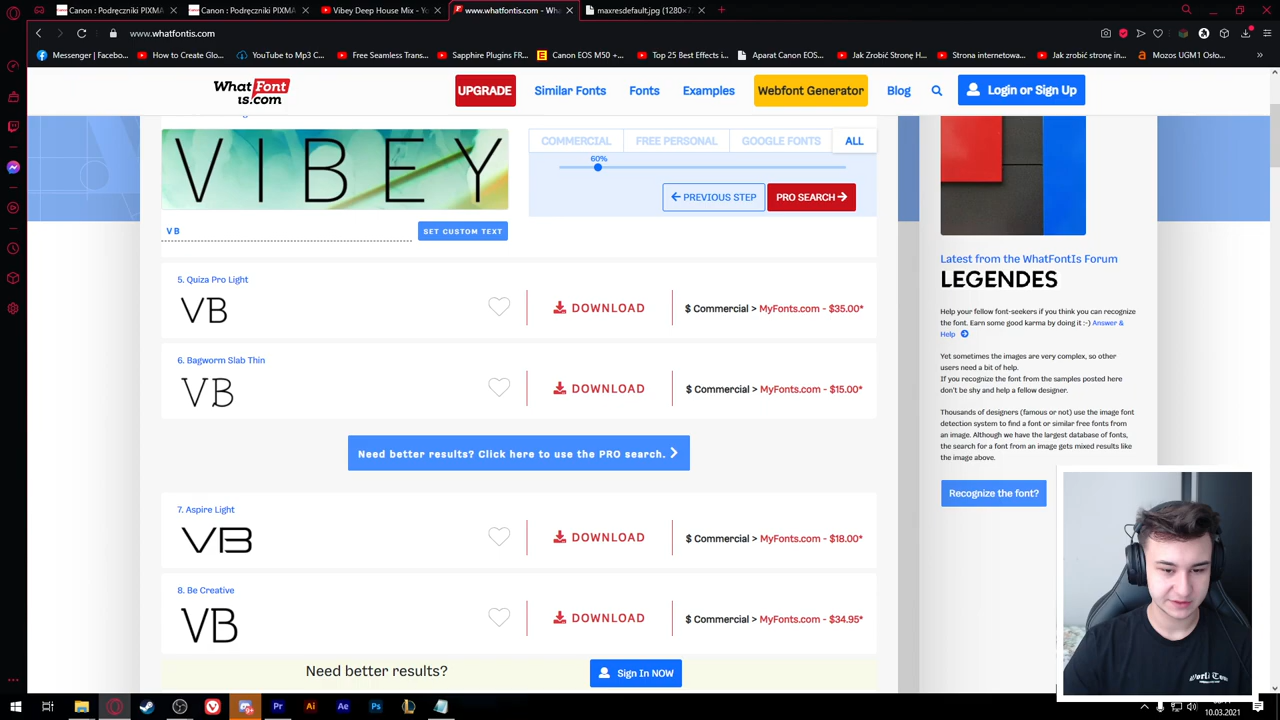 Canon : Podręczniki PIXMA
Canon : Podręczniki PIXMA
Vibey Deep House Mix - Yo
www.whatfontis.com - Wha
maxresdefault.jpg (1280×7
www.whatfontis.com
Messenger | Facebo...
How to Create Glo...
YouTube to Mp3 C...
Free Seamless Trans...
Sapphire Plugins FR...
Canon EOS M50 +...
Top 25 Best Effects i...
Aparat Canon EOS...
Jak Zrobić Stronę H...
Strona internetowa...
Jak zrobić stronę in...
Mozos UGM1 Osło...
What Font is.com
UPGRADE
Similar Fonts
Fonts
Examples
Webfont Generator
Blog
Login or Sign Up
VIBEY
COMMERCIAL
FREE PERSONAL
GOOGLE FONTS
ALL
60%
PREVIOUS STEP
PRO SEARCH
V B
SET CUSTOM TEXT
5. Quiza Pro Light
VB
DOWNLOAD
$ Commercial > MyFonts.com - $35.00*
6. Bagworm Slab Thin
VB
DOWNLOAD
$ Commercial > MyFonts.com - $15.00*
Need better results? Click here to use the PRO search.
7. Aspire Light
VB
DOWNLOAD
$ Commercial > MyFonts.com - $18.00*
8. Be Creative
VB
DOWNLOAD
$ Commercial > MyFonts.com - $34.95*
Need better results?
Sign In NOW
Latest from the WhatFontIs Forum
LEGENDES
Help your fellow font-seekers if you think you can recognize
the font. Earn some good karma by doing it :-) Answer &
Help
Yet sometimes the images are very complex, so other
users need a bit of help.
If you recognize the font from the samples posted here
don't be shy and help a fellow designer.
Thousands of designers (famous or not) use the image font
detection system to find a font or similar free fonts from
an image. Although we have the largest database of fonts,
the search for a font from an image gets mixed results like
the image above.
Recognize the font?
Pr
Ai
Ae
Ps
10.03.2021